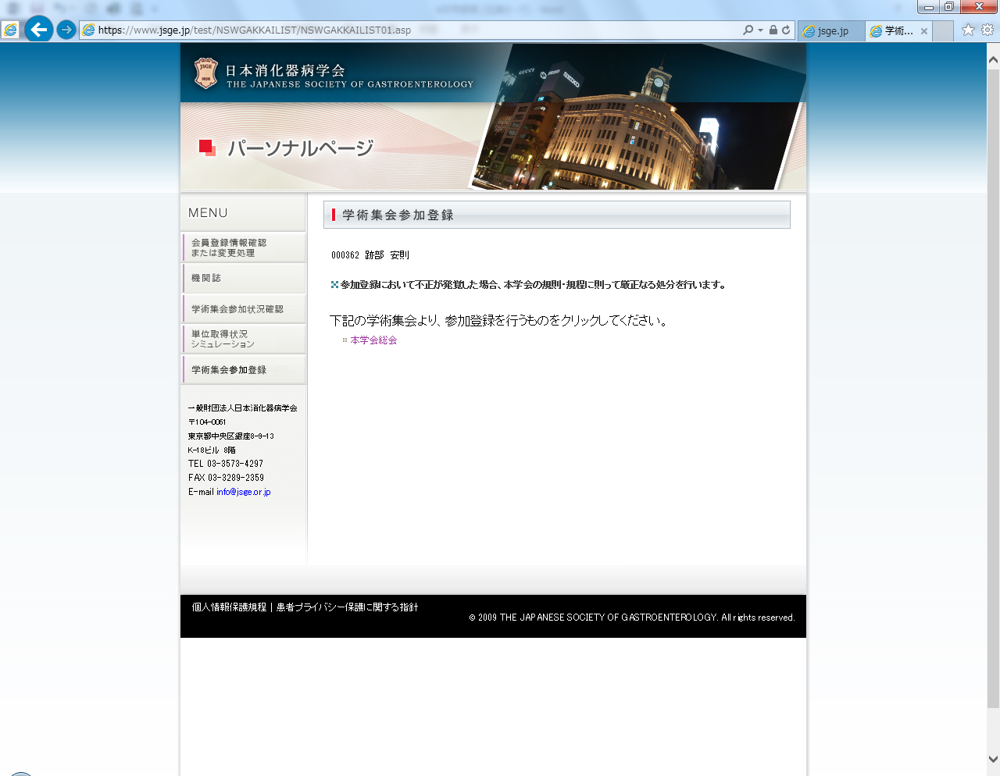 https://www.jsge.jp/test/NSWGAKKAILIST/NSWGAKKAILIST01.asp
jsge.jp
学術...
JSGE
日本消化器病学会
THE JAPANESE SOCIETY OF GASTROENTEROLOGY
GUCCI
SEIKO
パーソナルページ
MENU
会員登録情報確認
または変更処理
機関誌
学術集会参加状況確認
単位取得状況
シミュレーション
学術集会参加登録
一般財団法人日本消化器病学会
〒104-0061
東京都中央区銀座8-9-13
K-18ビル 8階
TEL 03-3573-4297
FAX 03-3289-2359
E-mail info@jsge.or.jp
学術集会参加登録
000362 跡部 安則
参加登録において不正が発覚した場合、本学会の規則・規程に則って厳正なる処分を行います。
下記の学術集会より、参加登録を行うものをクリックしてください。
本学会総会
個人情報保護規程｜患者プライバシー保護に関する指針
© 2009 THE JAPANESE SOCIETY OF GASTROENTEROLOGY. All rights reserved.